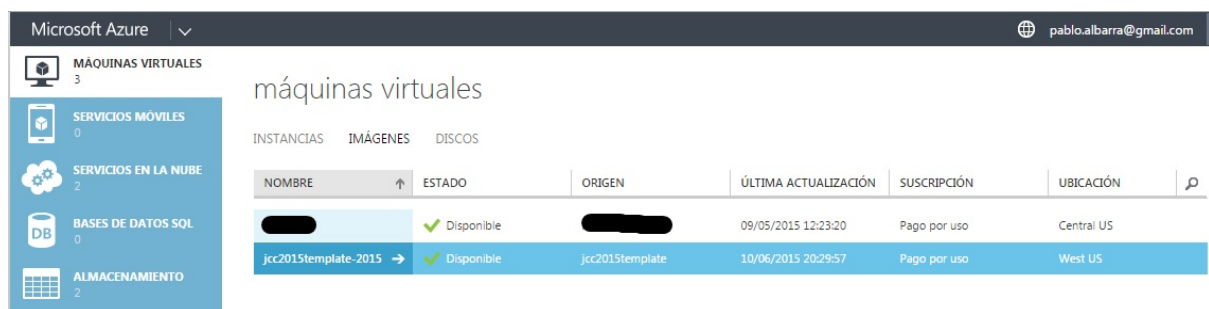 Microsoft Azure
pablo.albarra@gmail.com
MÁQUINAS VIRTUALES
3
SERVICIOS MÓVILES
0
SERVICIOS EN LA NUBE
2
BASES DE DATOS SQL
0
ALMACENAMIENTO
2
DB
máquinas virtuales
INSTANCIAS IMÁGENES DISCOS
NOMBRE ESTADO ORIGEN ÚLTIMA ACTUALIZACIÓN SUSCRIPCIÓN UBICACIÓN
Disponible 09/05/2015 12:23:20 Pago por uso Central US
jcc2015template-2015 Disponible jcc2015template 10/06/2015 20:29:57 Pago por uso West US